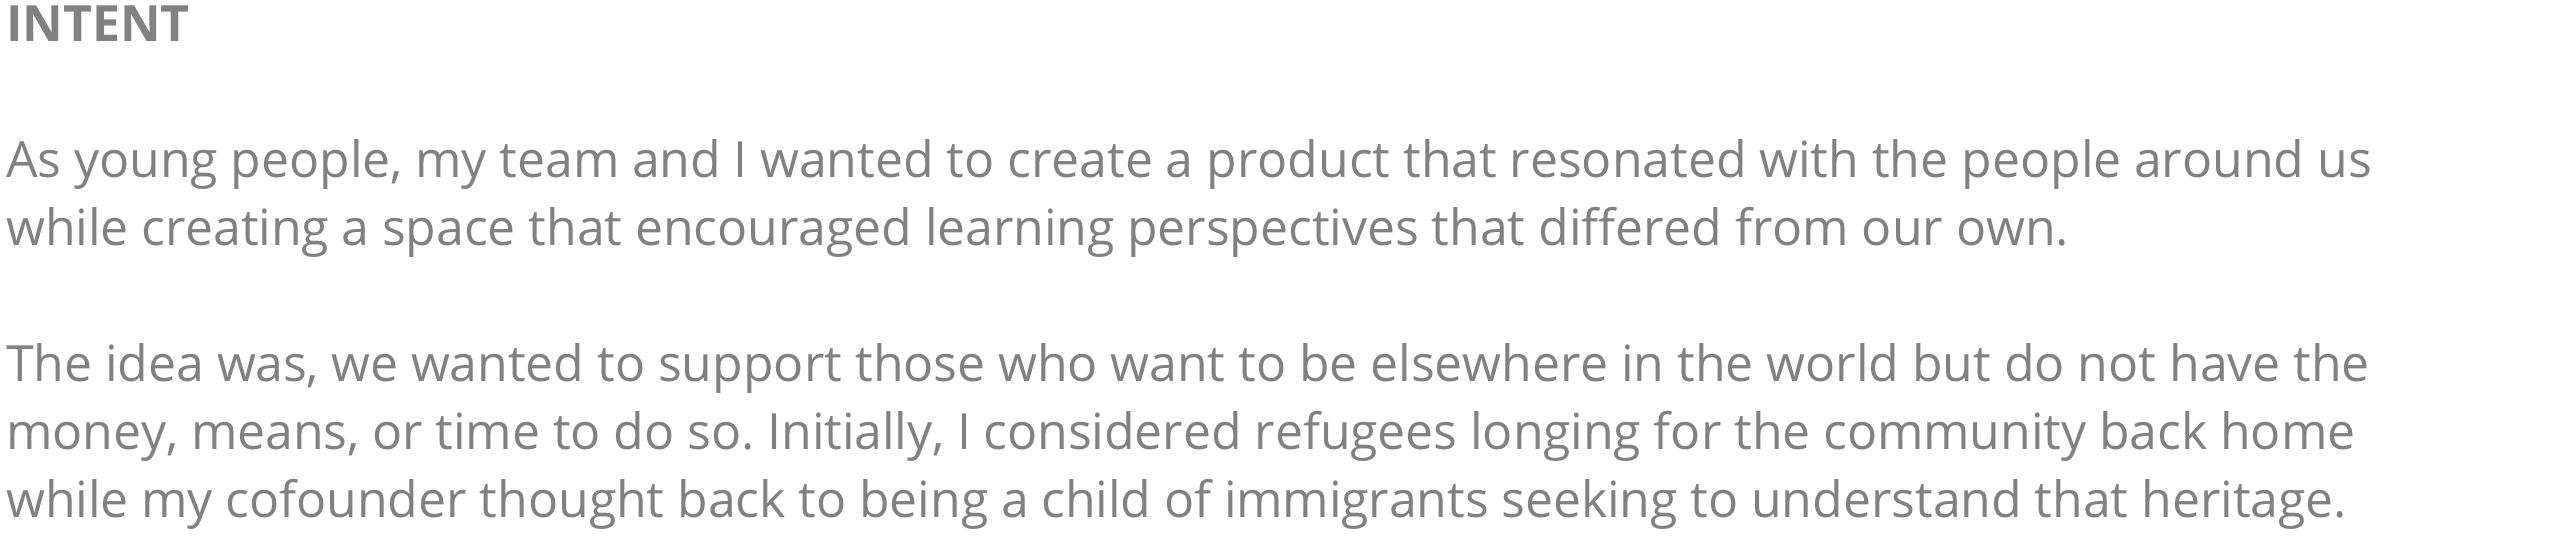 INTENT
As young people, my team and I wanted to create a product that resonated with the people around us
while creating a space that encouraged learning perspectives that differed from our own.
The idea was, we wanted to support those who want to be elsewhere in the world but do not have the
money, means, or time to do so. Initially, I considered refugees longing for the community back home
while my cofounder thought back to being a child of immigrants seeking to understand that heritage.